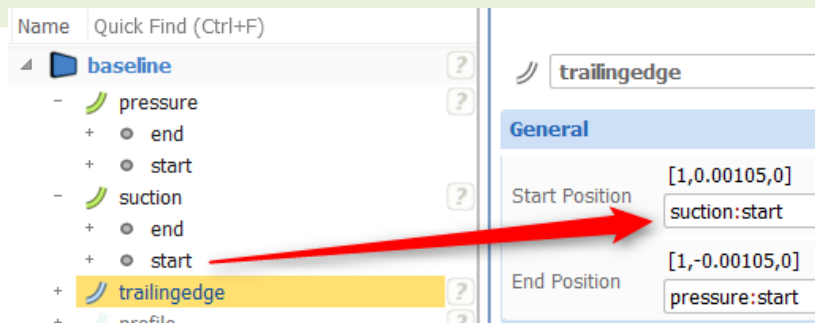 Name Quick Find (Ctrl+F)
baseline ?
pressure ?
end
start
suction ?
end
start
trailingedge ?
profile ?
trailingedge
General
[1,0.00105,0]
Start Position
suction:start
[1,-0.00105,0]
End Position
pressure:start